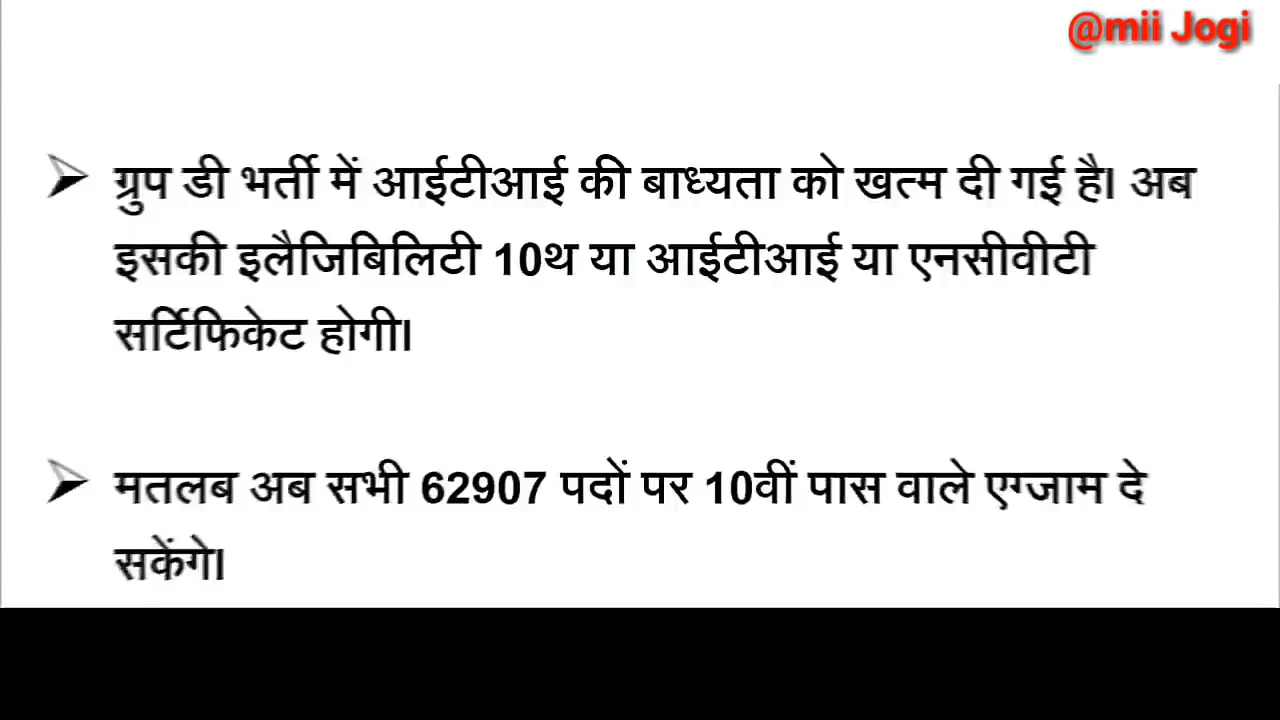 @mii Jogi
➢ ग्रुप डी भर्ती में आईटीआई की बाध्यता को खत्म दी गई है। अब
इसकी इलैजिबिलिटी 10थ या आईटीआई या एनसीवीटी
सर्टिफिकेट होगी।
➢ मतलब अब सभी 62907 पदों पर 10वीं पास वाले एग्जाम दे
सकेंगे।